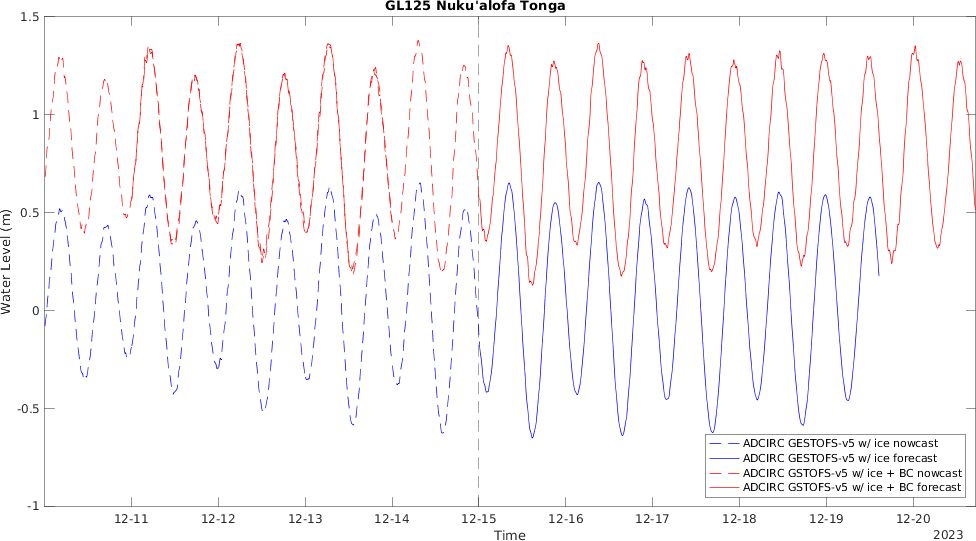 GL125 Nuku'alofa Tonga
1.5
1
0.5
0
-0.5
-1
Water Level (m)
12-11 12-12 12-13 12-14 12-15 12-16 12-17 12-18 12-19 12-20
Time
2023
ADCIRC GESTOFS-v5 w/ ice nowcast
ADCIRC GESTOFS-v5 w/ ice forecast
ADCIRC GSTOFS-v5 w/ ice + BC nowcast
ADCIRC GSTOFS-v5 w/ ice + BC forecast